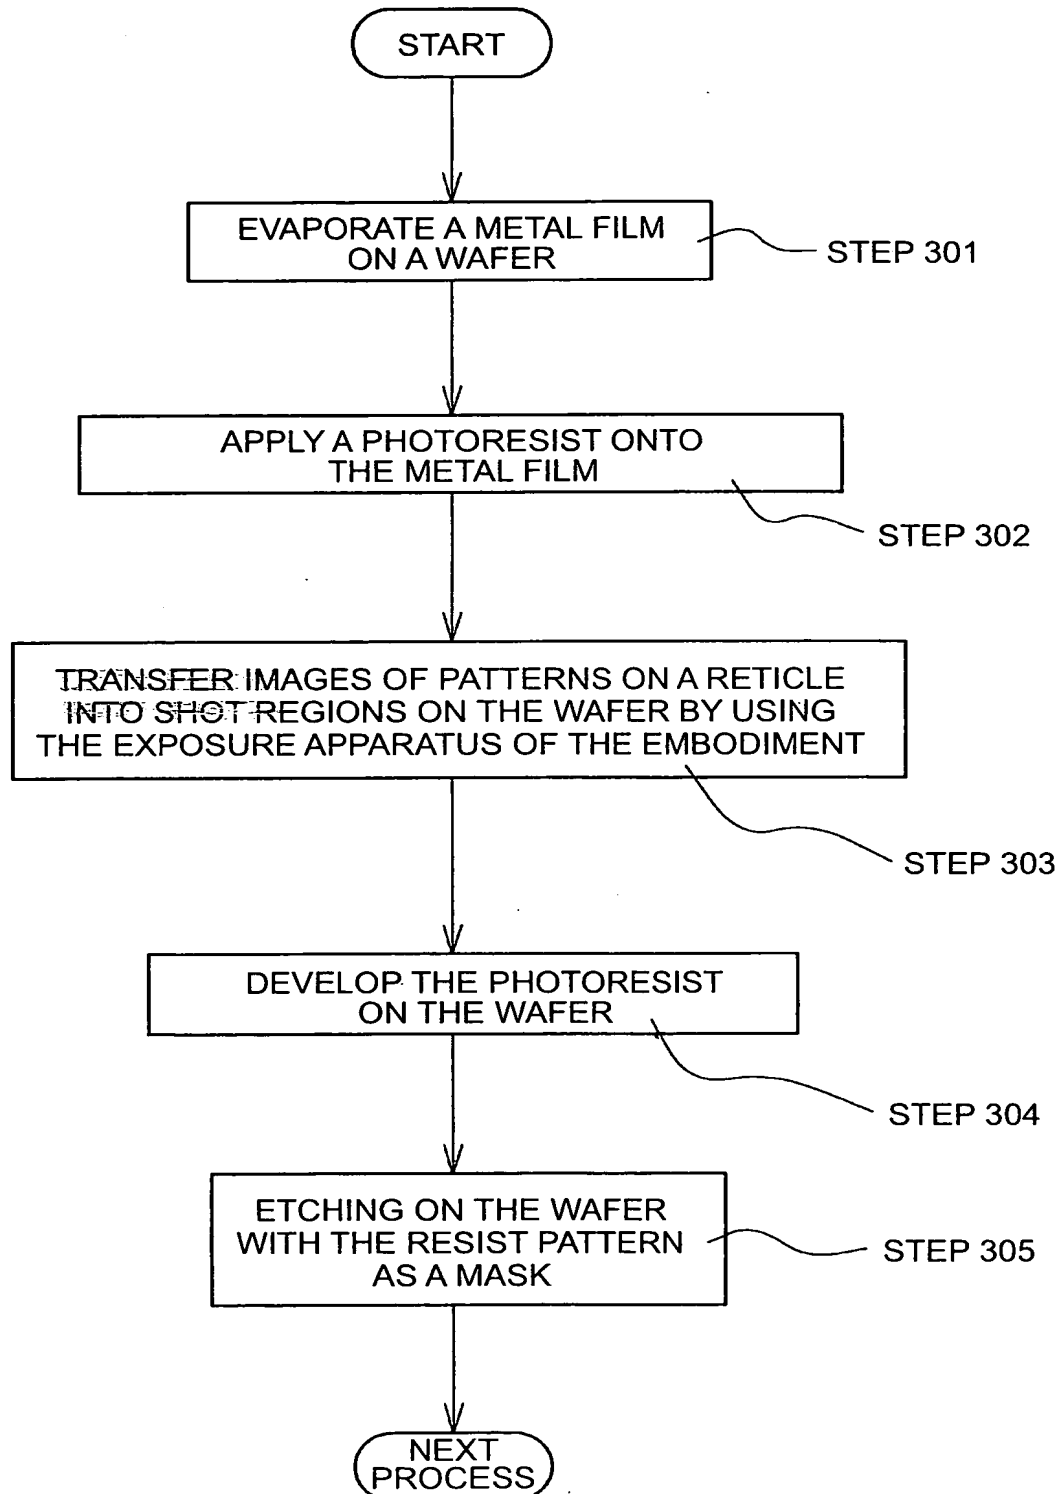 START
EVAPORATE A METAL FILM
ON A WAFER
STEP 301
APPLY A PHOTORESIST ONTO
THE METAL FILM
STEP 302
TRANSFER IMAGES OF PATTERNS ON A RETICLE
INTO SHOT REGIONS ON THE WAFER BY USING
THE EXPOSURE APPARATUS OF THE EMBODIMENT
STEP 303
DEVELOP THE PHOTORESIST
ON THE WAFER
STEP 304
ETCHING ON THE WAFER
WITH THE RESIST PATTERN
AS A MASK
STEP 305
NEXT
PROCESS